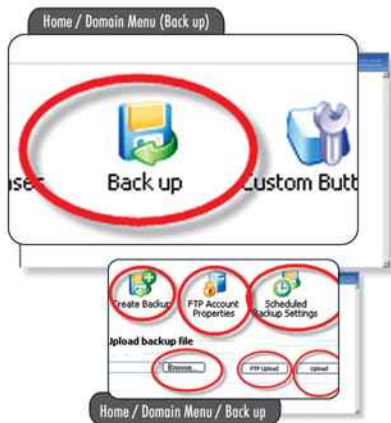 Home / Domain Menu (Back up)
Back up
Custom Butt
Create Backup
FTP Account
Properties
Scheduled
Backup Settings
Upload backup file
Browse...
FTP Upload
Upload
Home / Domain Menu / Back up